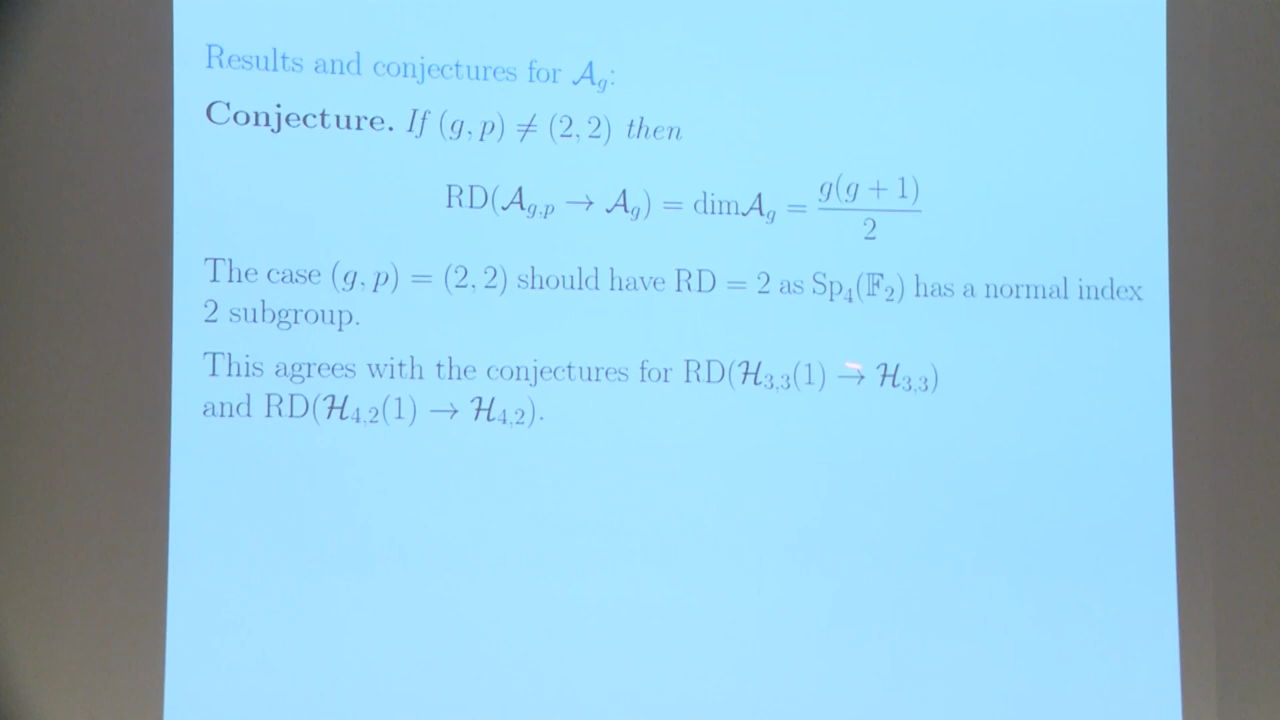 Results and conjectures for 𝒜_g:
Conjecture. If (g, p) ≠ (2, 2) then
RD(𝒜_{g,p} → 𝒜_g) = dim𝒜_g = g(g + 1)/2
The case (g, p) = (2, 2) should have RD = 2 as Sp₄(𝔽₂) has a normal index
2 subgroup.
This agrees with the conjectures for RD(ℋ_{3,3}(1) → ℋ_{3,3})
and RD(ℋ_{4,2}(1) → ℋ_{4,2}).